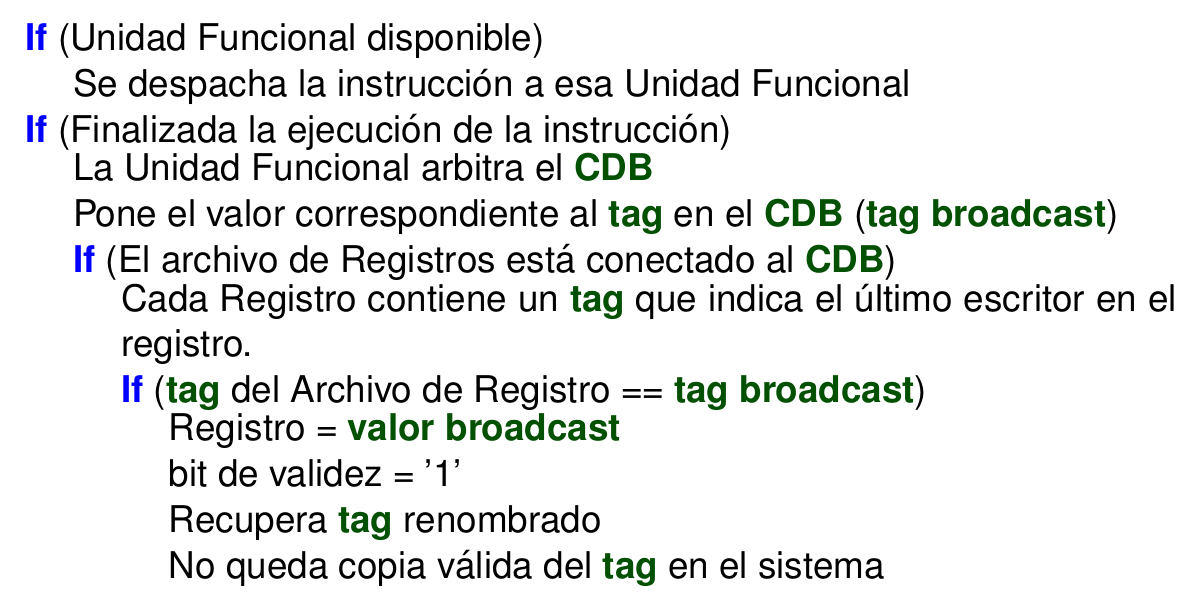 If (Unidad Funcional disponible)
Se despacha la instrucción a esa Unidad Funcional
If (Finalizada la ejecución de la instrucción)
La Unidad Funcional arbitra el CDB
Pone el valor correspondiente al tag en el CDB (tag broadcast)
If (El archivo de Registros está conectado al CDB)
Cada Registro contiene un tag que indica el último escritor en el
registro.
If (tag del Archivo de Registro == tag broadcast)
Registro = valor broadcast
bit de validez = ’1’
Recupera tag renombrado
No queda copia válida del tag en el sistema